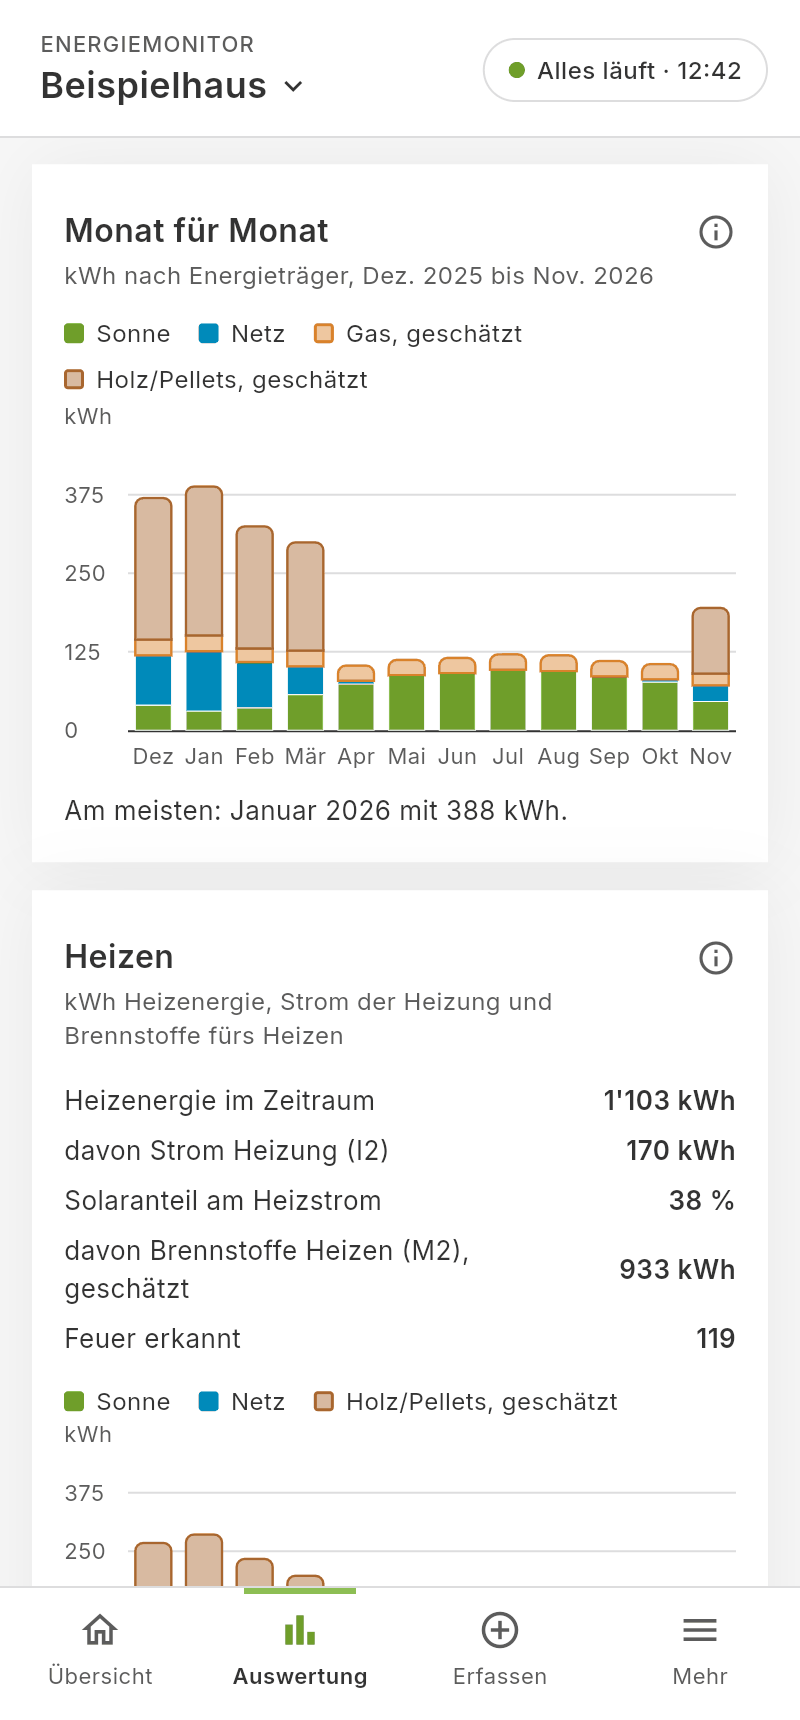 ENERGIEMONITOR
Beispielhaus
Alles läuft · 12:42
Monat für Monat
kWh nach Energieträger, Dez. 2025 bis Nov. 2026
Sonne Netz Gas, geschätzt
Holz/Pellets, geschätzt
kWh
375
250
125
0
Dez Jan Feb Mär Apr Mai Jun Jul Aug Sep Okt Nov
Am meisten: Januar 2026 mit 388 kWh.
Heizen
kWh Heizenergie, Strom der Heizung und
Brennstoffe fürs Heizen
Heizenergie im Zeitraum 1'103 kWh
davon Strom Heizung (I2) 170 kWh
Solaranteil am Heizstrom 38 %
davon Brennstoffe Heizen (M2),
geschätzt 933 kWh
Feuer erkannt 119
Sonne Netz Holz/Pellets, geschätzt
kWh
375
250
Übersicht Auswertung Erfassen Mehr